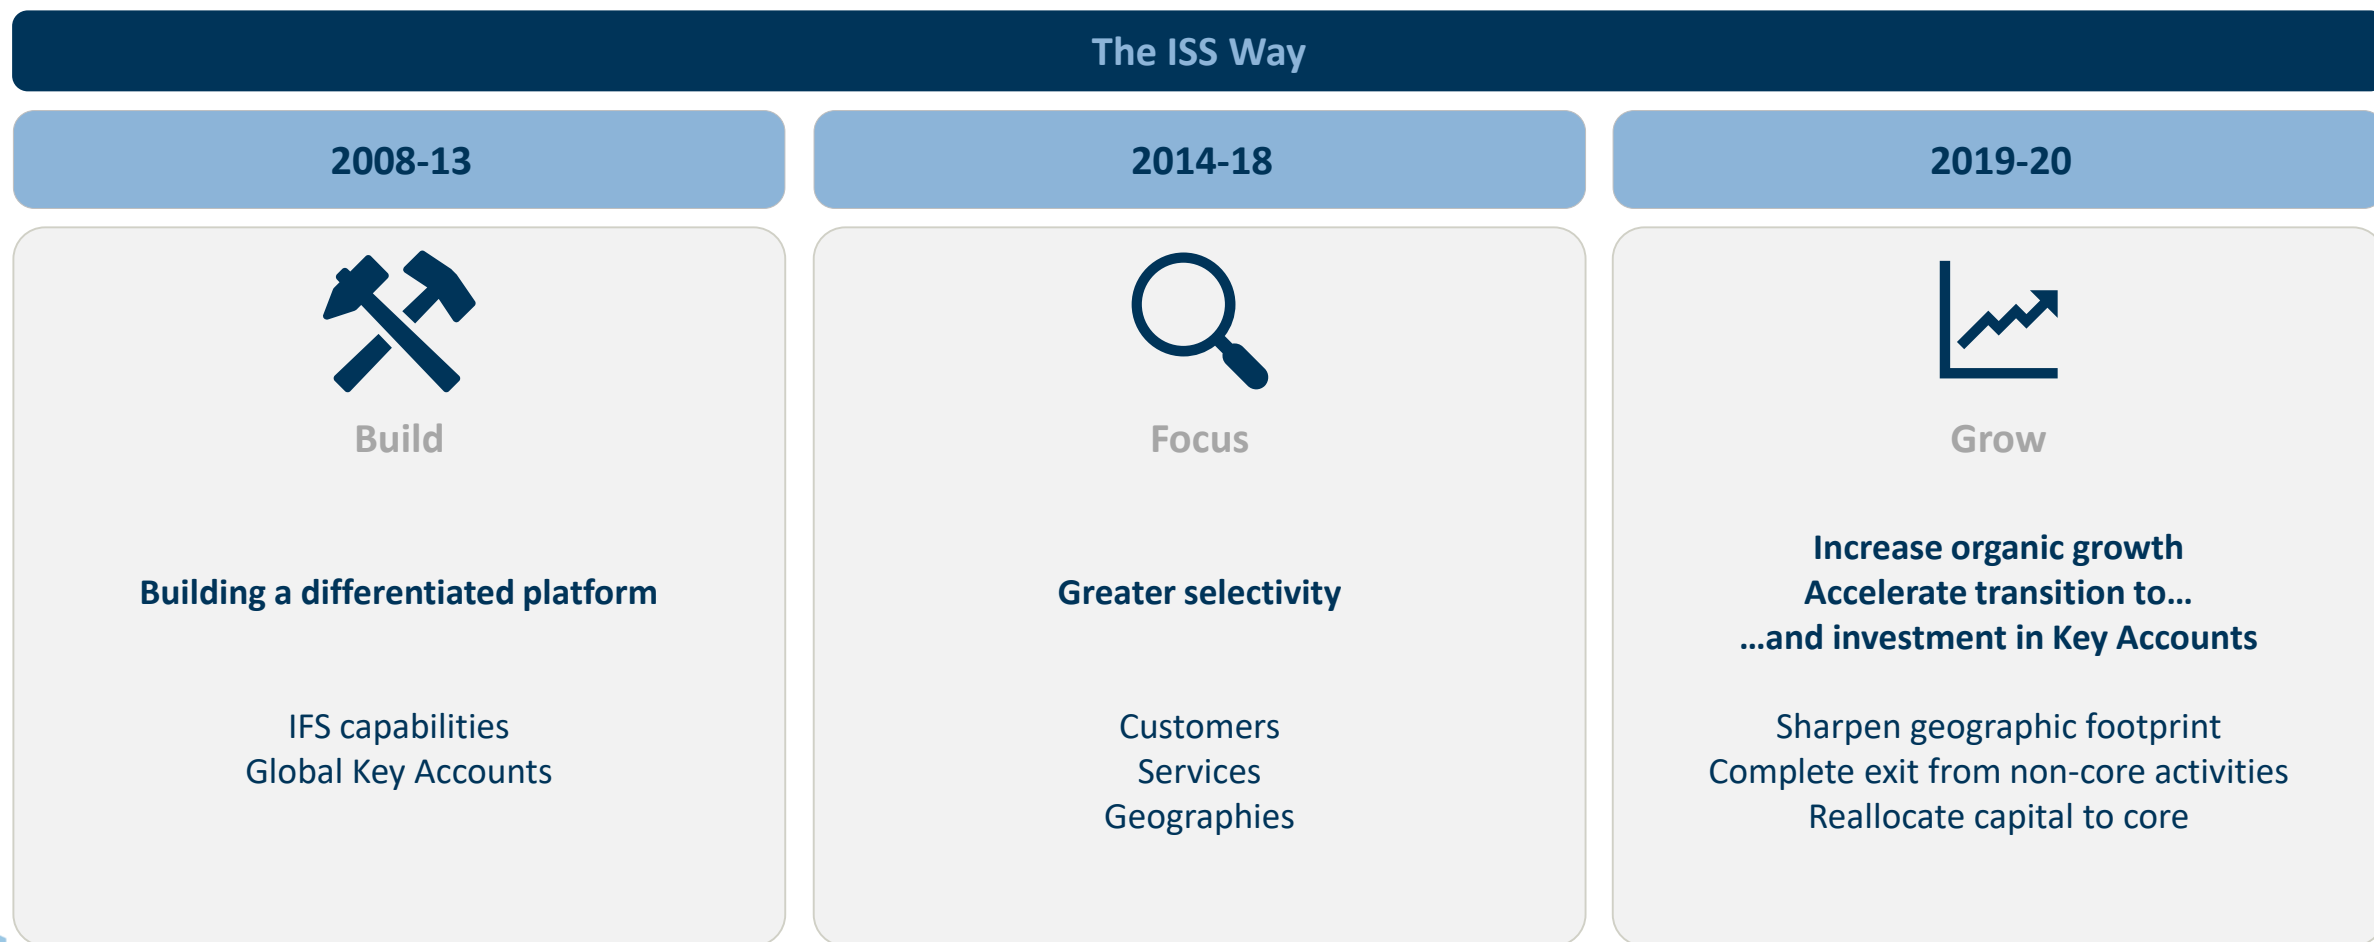 The ISS Way
2008-13
2014-18
2019-20
Build
Building a differentiated platform
IFS capabilities
Global Key Accounts
Focus
Greater selectivity
Customers
Services
Geographies
Grow
Increase organic growth
Accelerate transition to…
…and investment in Key Accounts
Sharpen geographic footprint
Complete exit from non-core activities
Reallocate capital to core